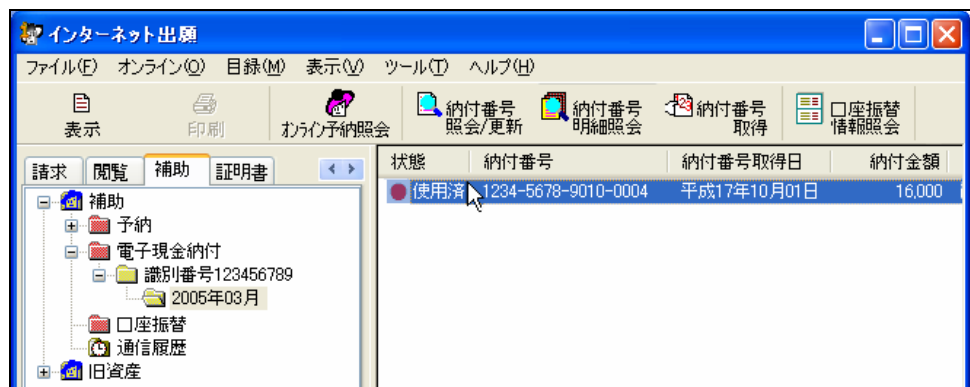 インターネット出願
ファイル(F) オンライン(O) 目録(M) 表示(V) ツール(T) ヘルプ(H)
表示 印刷 オンライン予納照会 納付番号照会/更新 納付番号明細照会 納付番号取得 口座振替情報照会
請求 閲覧 補助 証明書
状態 納付番号 納付番号取得日 納付金額
使用済 1234-5678-9010-0004 平成17年10月01日 16,000
補助
予納
電子現金納付
識別番号123456789
2005年03月
口座振替
通信履歴
旧資産